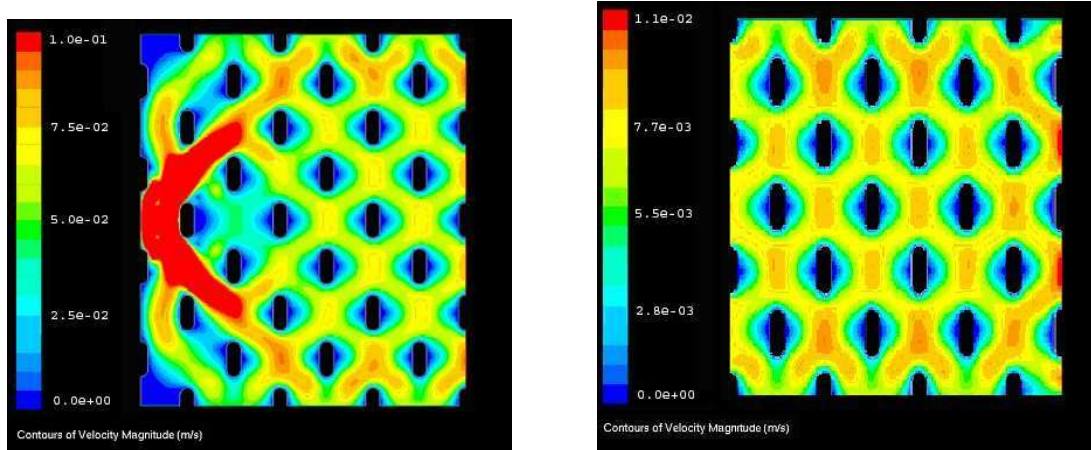 1.0e-01
7.5e-02
5.0e-02
2.5e-02
0.0e+00
Contours of Velocity Magnitude (m/s)
1.1e-02
7.7e-03
5.5e-03
2.8e-03
0.0e+00
Contours of Velocity Magnitude (m/s)